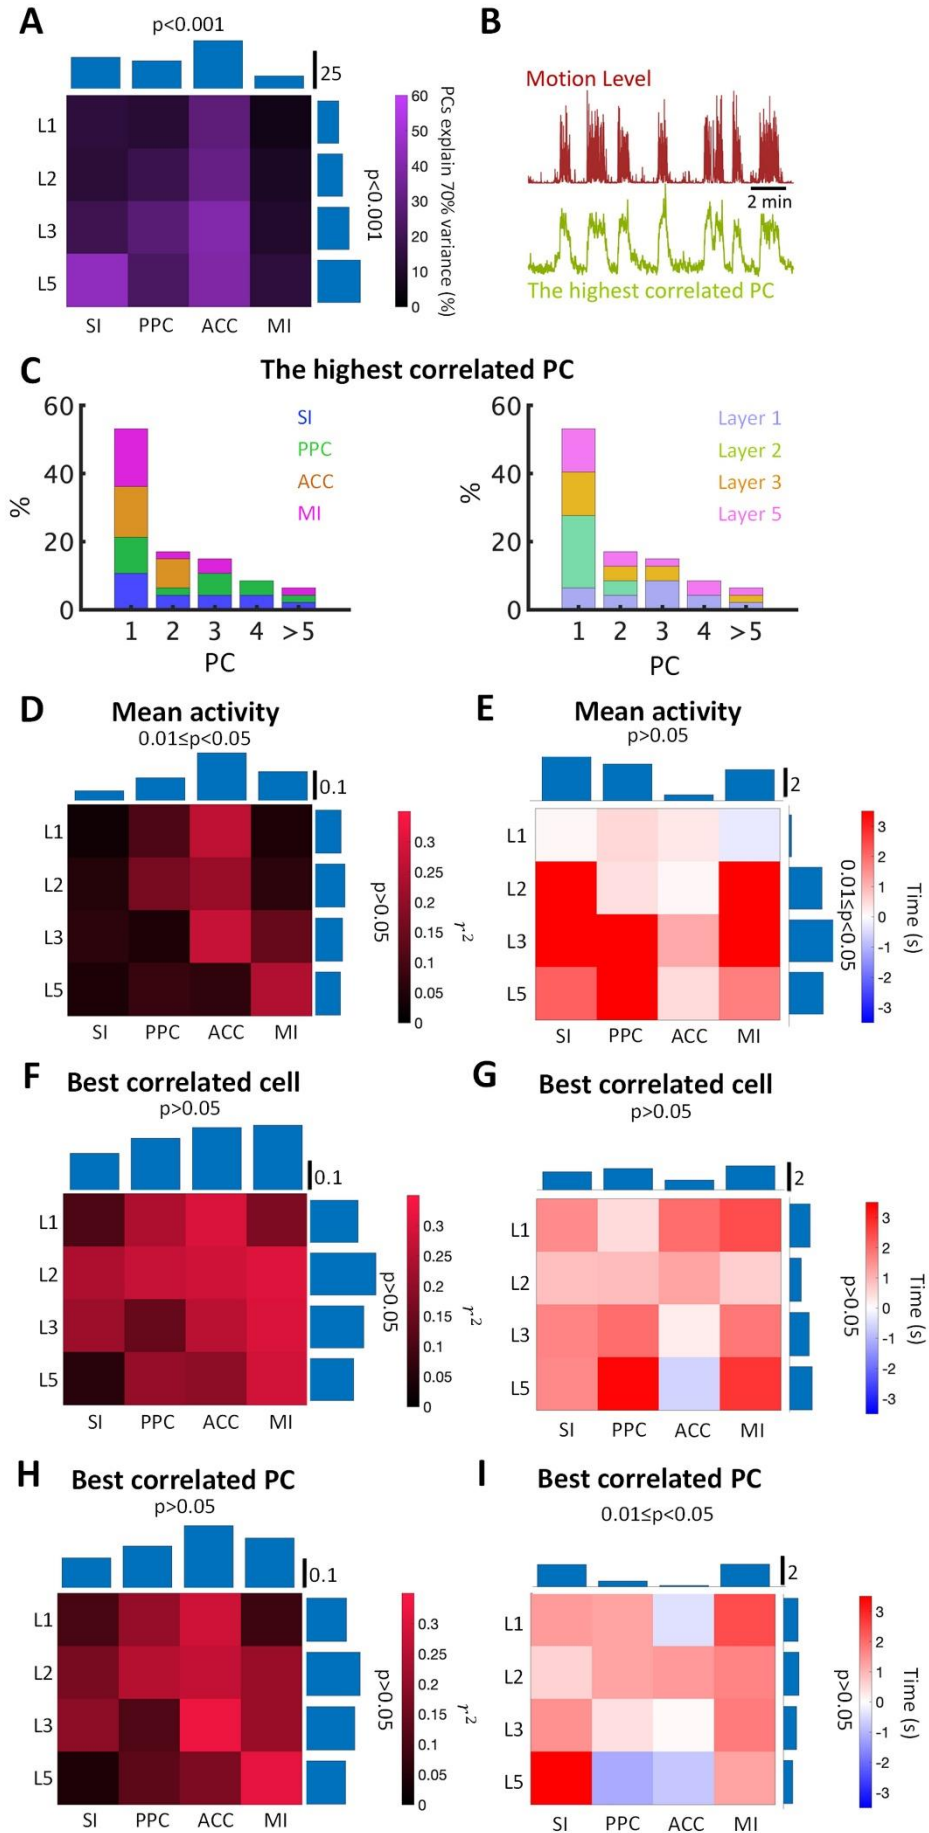 A
p<0.001
25
L1
L2
L3
L5
SI PPC ACC MI
p<0.001
60
50
40
30
20
10
0
PCs explain 70% variance (%)
B
Motion Level
2 min
The highest correlated PC
C
The highest correlated PC
60
40
20
0
%
1 2 3 4 >5
PC
SI
PPC
ACC
MI
60
40
20
0
%
1 2 3 4 >5
PC
Layer 1
Layer 2
Layer 3
Layer 5
D
Mean activity
0.01≤p<0.05
0.1
L1
L2
L3
L5
SI PPC ACC MI
p>0.05
0.3
0.25
0.2
0.15
0.1
0.05
0
r²
E
Mean activity
p>0.05
2
L1
L2
L3
L5
SI PPC ACC MI
0.01≤p<0.05
3
2
1
0
-1
-2
-3
Time (s)
F
Best correlated cell
p>0.05
0.1
L1
L2
L3
L5
SI PPC ACC MI
p>0.05
0.3
0.25
0.2
0.15
0.1
0.05
0
r²
G
Best correlated cell
p>0.05
2
L1
L2
L3
L5
SI PPC ACC MI
p>0.05
3
2
1
0
-1
-2
-3
Time (s)
H
Best correlated PC
p>0.05
0.1
L1
L2
L3
L5
SI PPC ACC MI
p>0.05
0.3
0.25
0.2
0.15
0.1
0.05
0
r²
I
Best correlated PC
0.01≤p<0.05
2
L1
L2
L3
L5
SI PPC ACC MI
p>0.05
3
2
1
0
-1
-2
-3
Time (s)